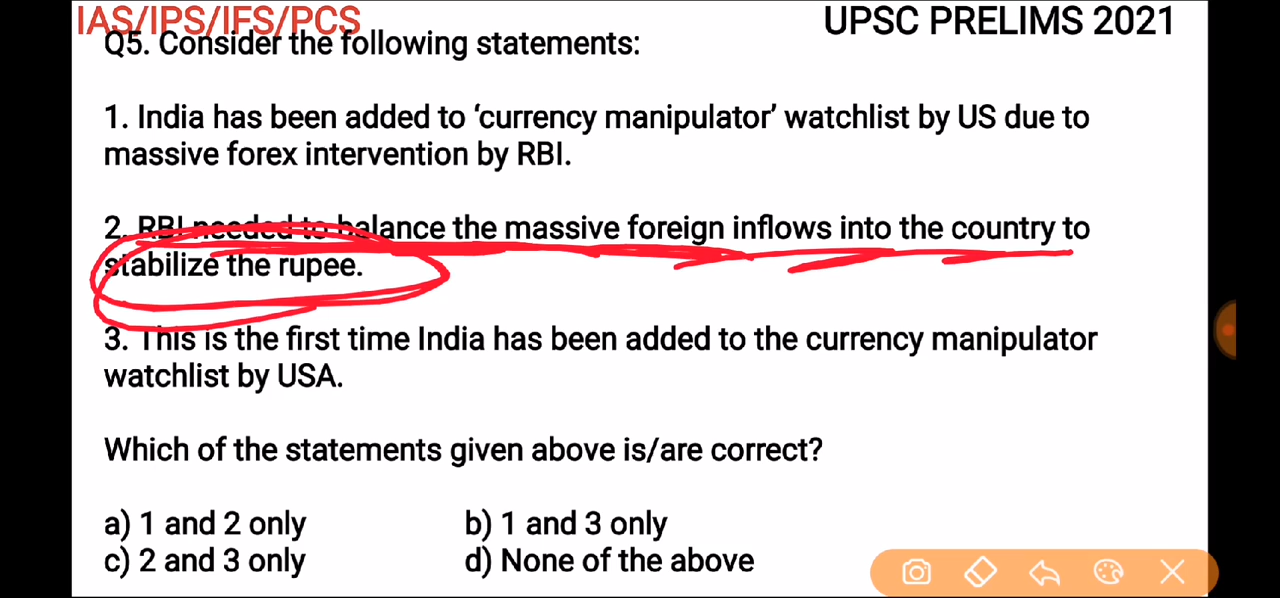 IAS/IPS/IFS/PCS
UPSC PRELIMS 2021
Q5. Consider the following statements:
1. India has been added to ‘currency manipulator’ watchlist by US due to
massive forex intervention by RBI.
2. RBI needed to balance the massive foreign inflows into the country to
stabilize the rupee.
3. This is the first time India has been added to the currency manipulator
watchlist by USA.
Which of the statements given above is/are correct?
a) 1 and 2 only
b) 1 and 3 only
c) 2 and 3 only
d) None of the above